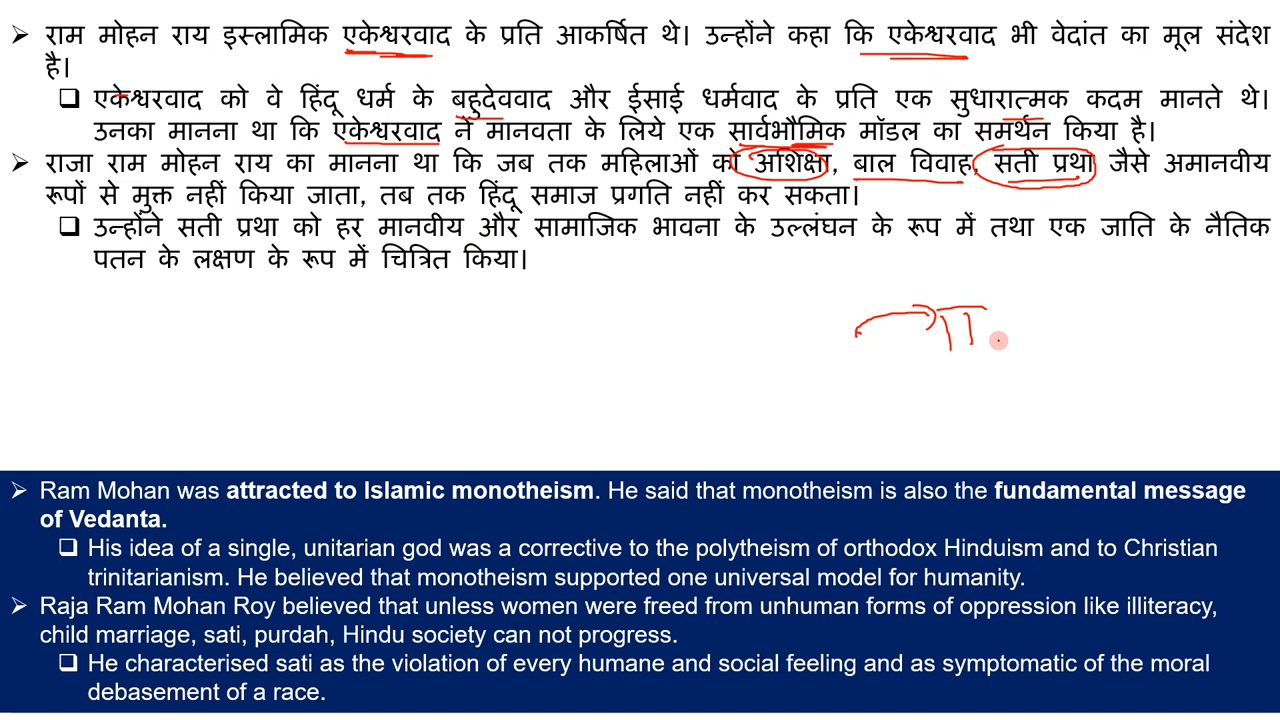 ➢ राम मोहन राय इस्लामिक एकेश्वरवाद के प्रति आकर्षित थे। उन्होंने कहा कि एकेश्वरवाद भी वेदांत का मूल संदेश
है।
❑ एकेश्वरवाद को वे हिंदू धर्म के बहुदेववाद और ईसाई धर्मवाद के प्रति एक सुधारात्मक कदम मानते थे।
उनका मानना था कि एकेश्वरवाद ने मानवता के लिये एक सार्वभौमिक मॉडल का समर्थन किया है।
➢ राजा राम मोहन राय का मानना था कि जब तक महिलाओं को अशिक्षा, बाल विवाह, सती प्रथा जैसे अमानवीय
रूपों से मुक्त नहीं किया जाता, तब तक हिंदू समाज प्रगति नहीं कर सकता।
❑ उन्होंने सती प्रथा को हर मानवीय और सामाजिक भावना के उल्लंघन के रूप में तथा एक जाति के नैतिक
पतन के लक्षण के रूप में चित्रित किया।
➢ Ram Mohan was attracted to Islamic monotheism. He said that monotheism is also the fundamental message
of Vedanta.
❑ His idea of a single, unitarian god was a corrective to the polytheism of orthodox Hinduism and to Christian
trinitarianism. He believed that monotheism supported one universal model for humanity.
➢ Raja Ram Mohan Roy believed that unless women were freed from unhuman forms of oppression like illiteracy,
child marriage, sati, purdah, Hindu society can not progress.
❑ He characterised sati as the violation of every humane and social feeling and as symptomatic of the moral
debasement of a race.